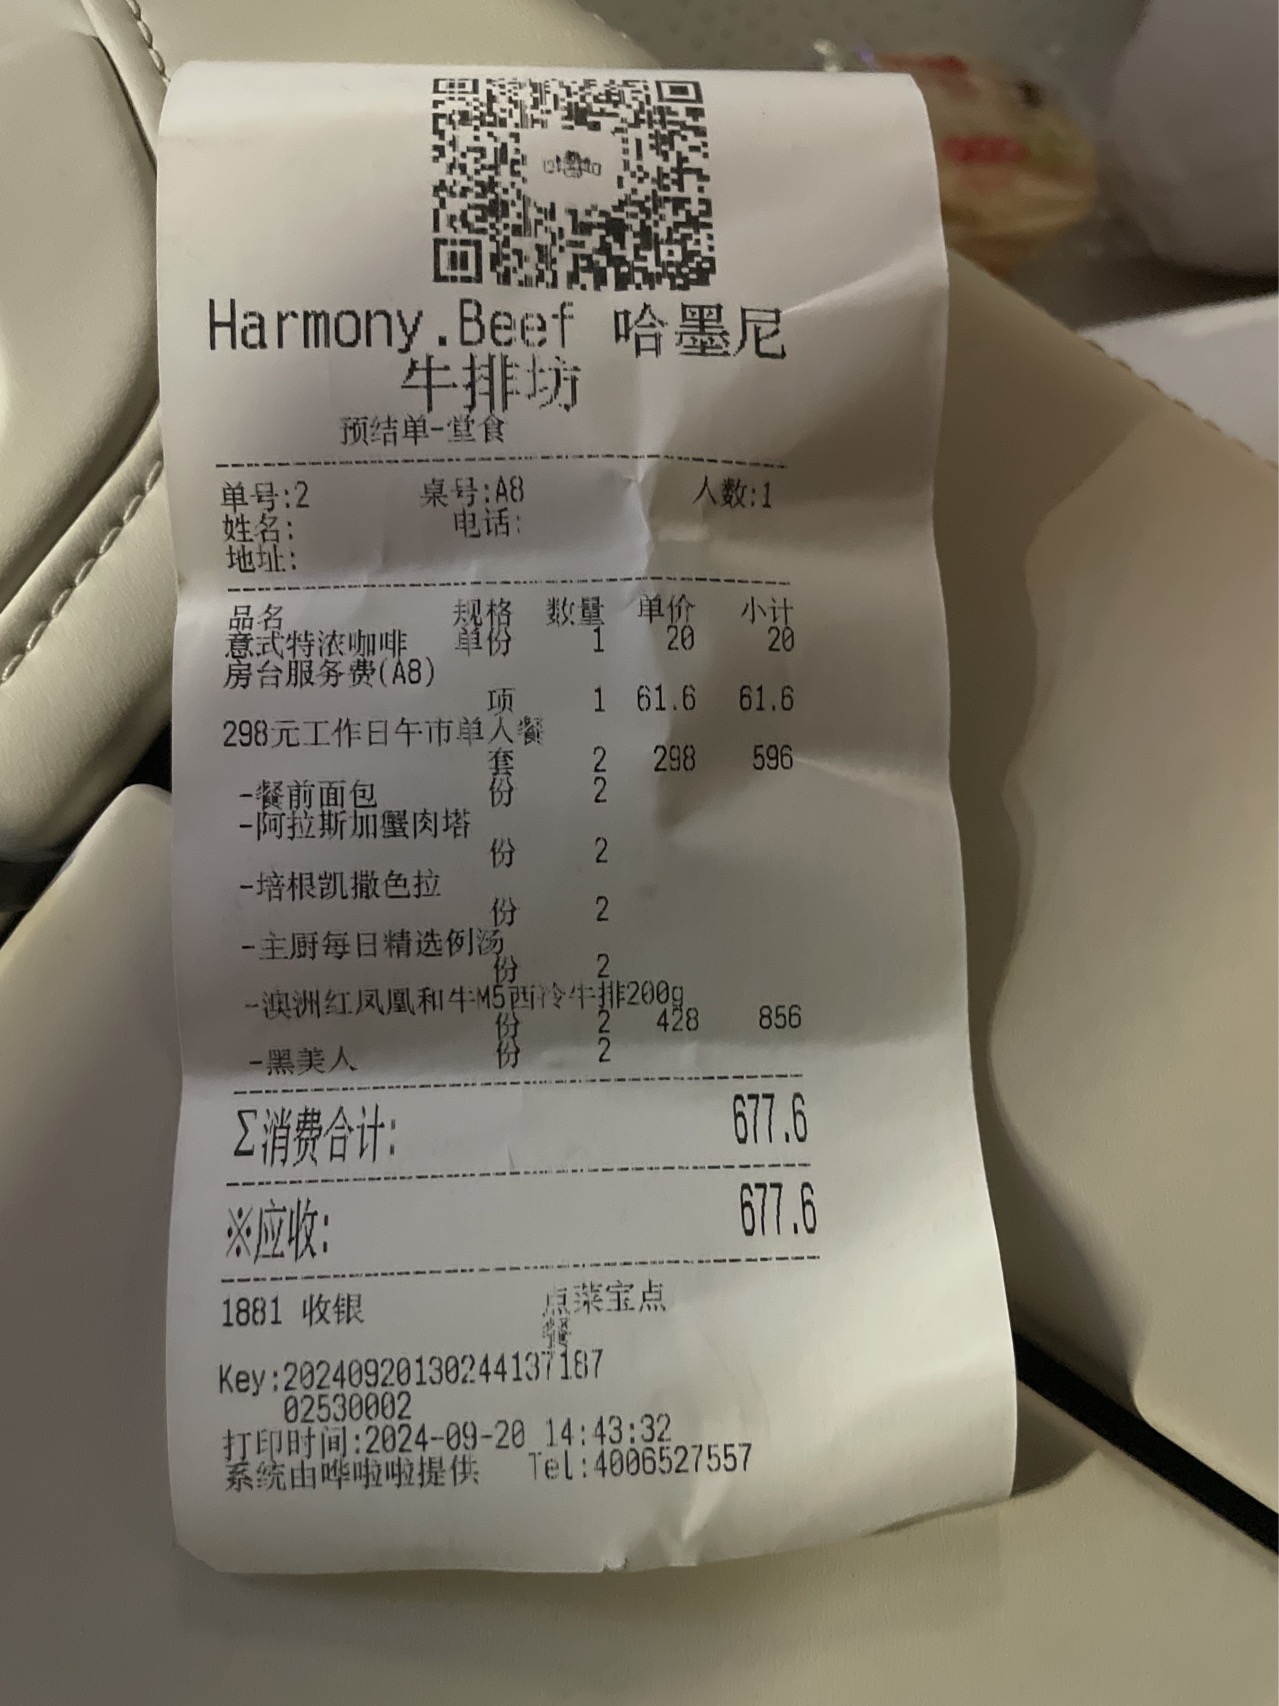 Harmony.Beef 哈墨尼
牛排坊
预结单-堂食
单号:2 桌号:A8 人数:1
姓名: 电话:
地址:
品名 规格 数量 单价 小计
意式特浓咖啡 单份 1 20 20
房台服务费(A8)
项 1 61.6 61.6
298元工作日午市单人餐
套 2 298 596
-餐前面包 份 2
-阿拉斯加蟹肉塔
份 2
-培根凯撒色拉
份 2
-主厨每日精选例汤
份 2
-澳洲红凤凰和牛M5西冷牛排200g
份 2 428 856
-黑美人 份 2
Σ消费合计: 677.6
※应收: 677.6
1881 收银 点菜宝点
餐
Key:20240920130244137187
02530002
打印时间:2024-09-20 14:43:32
系统由哗啦啦提供 Tel:4006527557